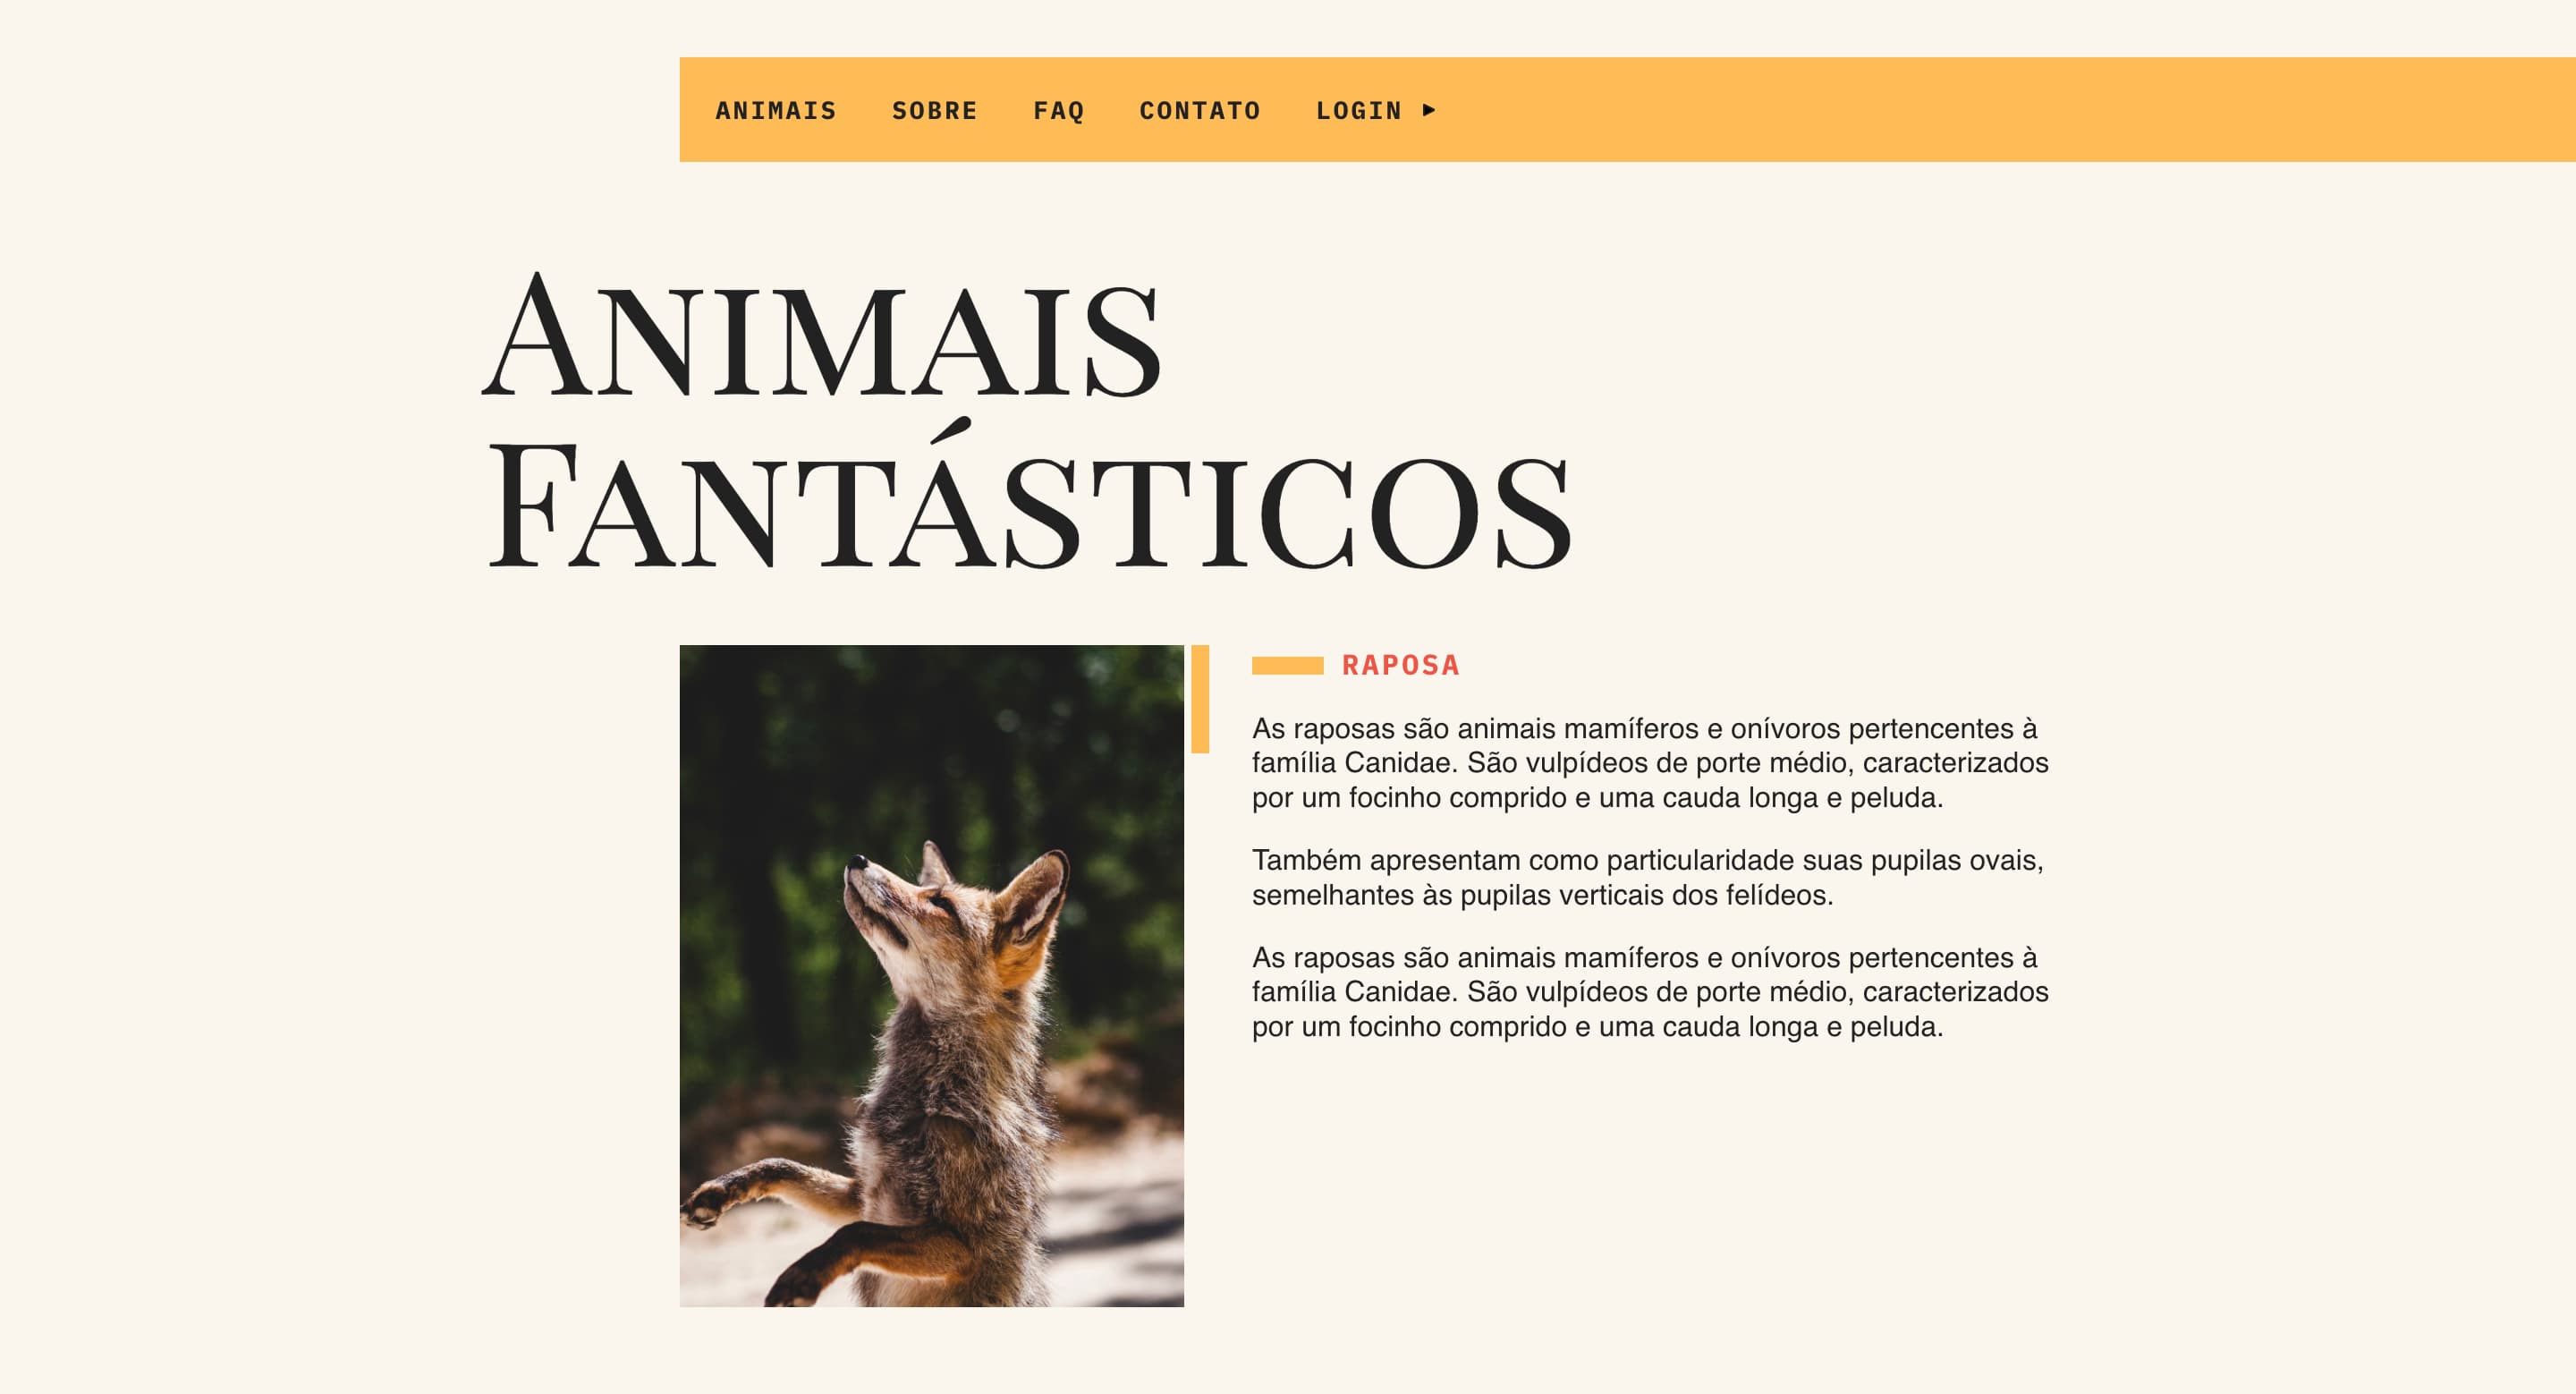 ANIMAIS SOBRE FAQ CONTATO LOGIN ▸
ANIMAIS
FANTÁSTICOS
RAPOSA
As raposas são animais mamíferos e onívoros pertencentes à
família Canidae. São vulpídeos de porte médio, caracterizados
por um focinho comprido e uma cauda longa e peluda.
Também apresentam como particularidade suas pupilas ovais,
semelhantes às pupilas verticais dos felídeos.
As raposas são animais mamíferos e onívoros pertencentes à
família Canidae. São vulpídeos de porte médio, caracterizados
por um focinho comprido e uma cauda longa e peluda.